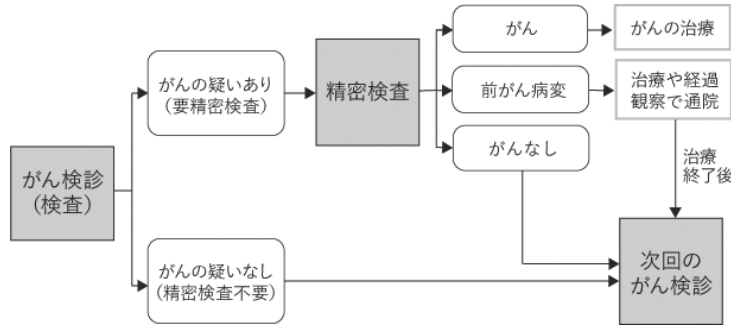 がん検診
(検査)
がんの疑いあり
(要精密検査)
がんの疑いなし
(精密検査不要)
精密検査
がん
前がん病変
がんなし
がんの治療
治療や経過
観察で通院
治療
終了後
次回の
がん検診